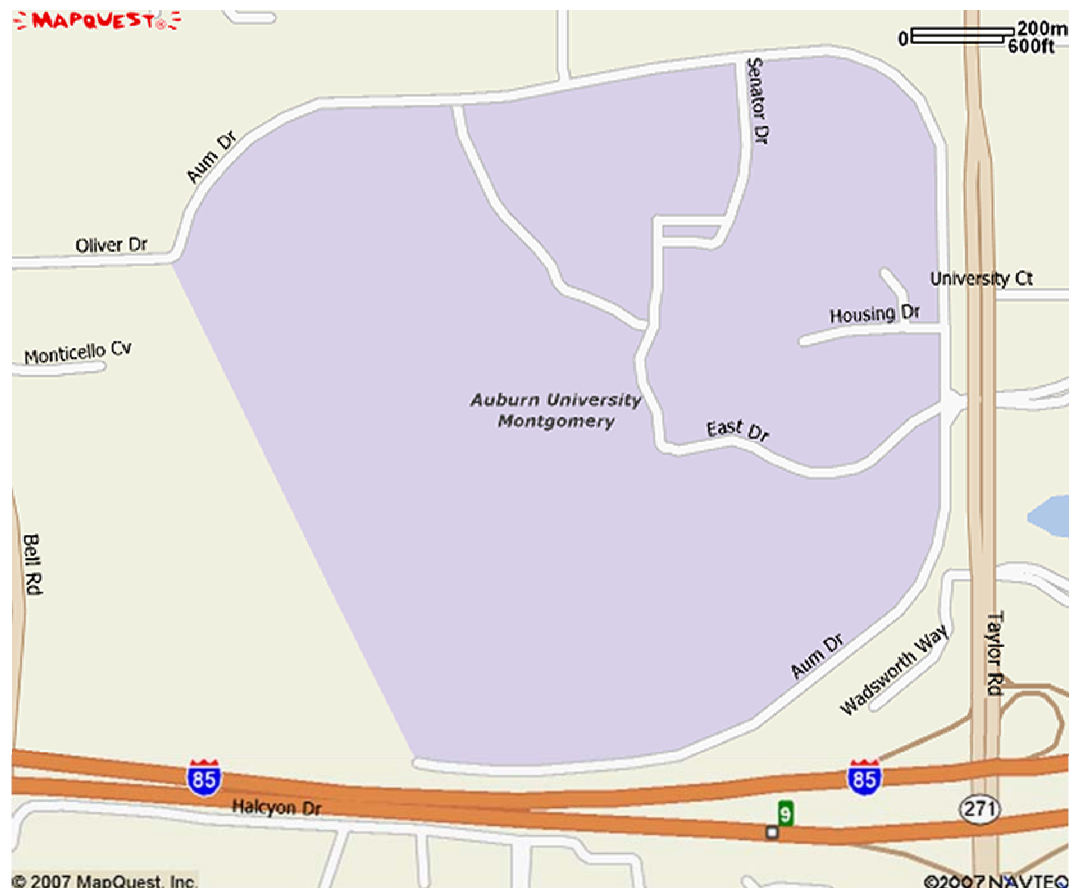 MAPQUEST®
0 200m
600ft
Senator Dr
Aum Dr
Oliver Dr
University Ct
Housing Dr
Monticello Cv
Auburn University
Montgomery
East Dr
Bell Rd
Taylor Rd
Aum Dr
Wadsworth Way
85
85
Halcyon Dr
9
271
© 2007 MapQuest, Inc.
©2007 NAVTEQ